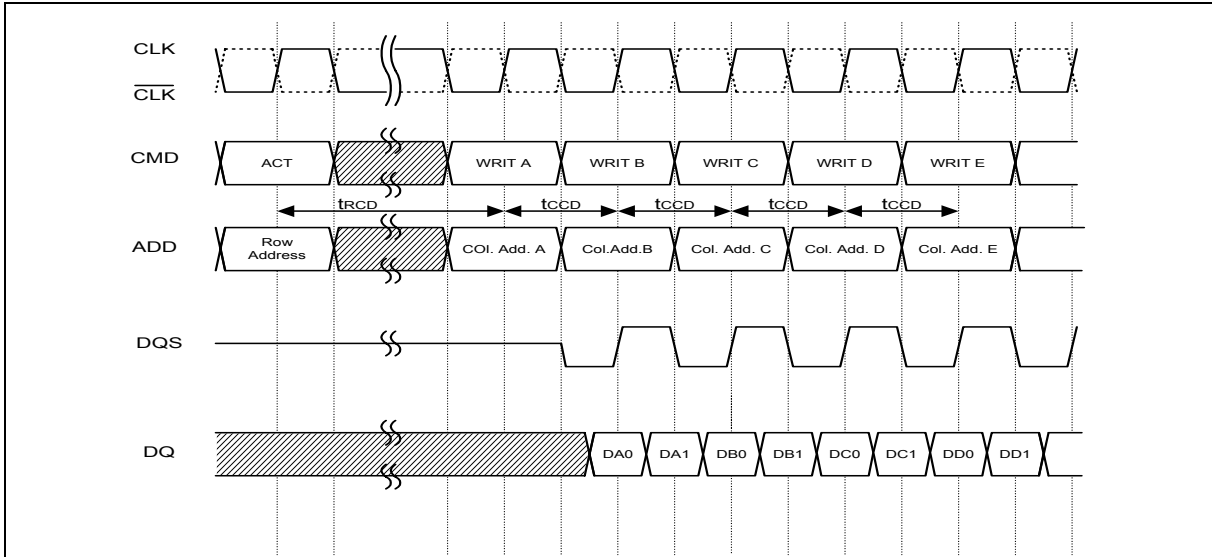 CLK
CLK
CMD
ACT
WRIT A
WRIT B
WRIT C
WRIT D
WRIT E
tRCD
tCCD
tCCD
tCCD
tCCD
ADD
Row
Address
COl. Add. A
Col.Add.B
Col. Add. C
Col. Add. D
Col. Add. E
DQS
DQ
DA0
DA1
DB0
DB1
DC0
DC1
DD0
DD1